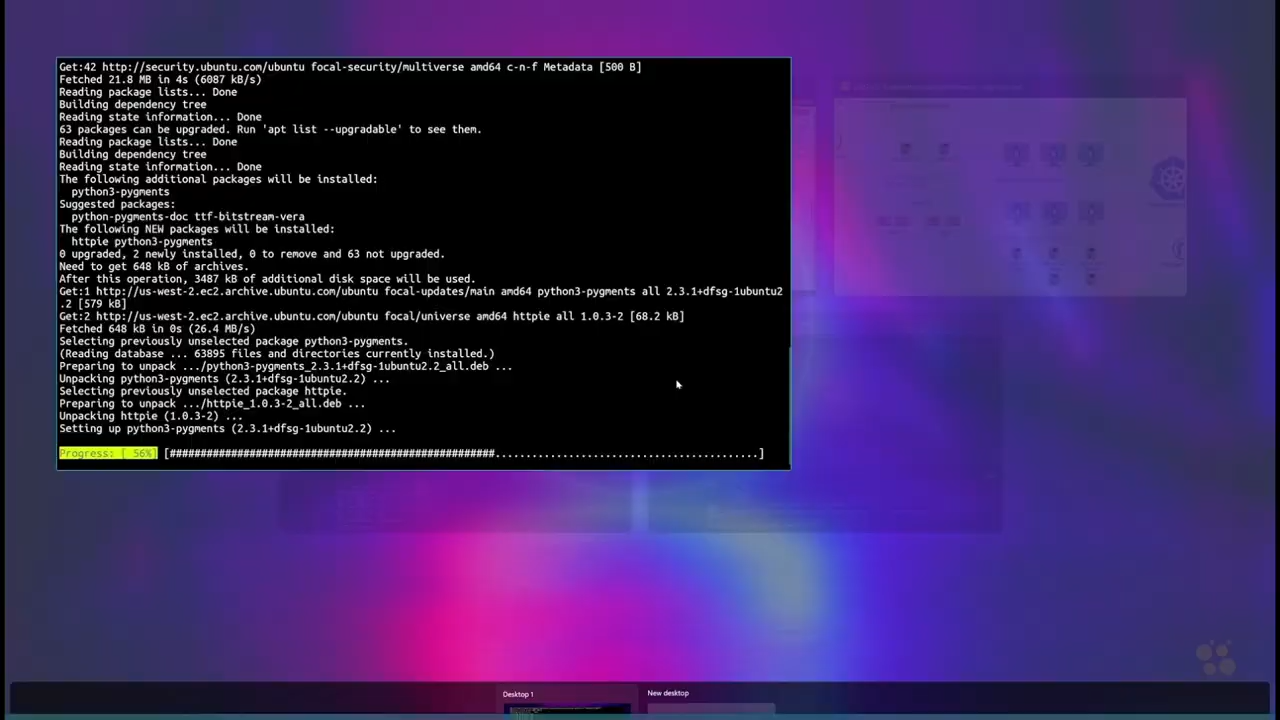 Get:42 http://security.ubuntu.com/ubuntu focal-security/multiverse amd64 c-n-f Metadata [500 B]
Fetched 21.8 MB in 4s (6087 kB/s)
Reading package lists... Done
Building dependency tree
Reading state information... Done
63 packages can be upgraded. Run 'apt list --upgradable' to see them.
Reading package lists... Done
Building dependency tree
Reading state information... Done
The following additional packages will be installed:
  python3-pygments
Suggested packages:
  python-pygments-doc ttf-bitstream-vera
The following NEW packages will be installed:
  httpie python3-pygments
0 upgraded, 2 newly installed, 0 to remove and 63 not upgraded.
Need to get 648 kB of archives.
After this operation, 3487 kB of additional disk space will be used.
Get:1 http://us-west-2.ec2.archive.ubuntu.com/ubuntu focal-updates/main amd64 python3-pygments all 2.3.1+dfsg-1ubuntu2
.2 [579 kB]
Get:2 http://us-west-2.ec2.archive.ubuntu.com/ubuntu focal/universe amd64 httpie all 1.0.3-2 [68.2 kB]
Fetched 648 kB in 0s (26.4 MB/s)
Selecting previously unselected package python3-pygments.
(Reading database ... 63895 files and directories currently installed.)
Preparing to unpack .../python3-pygments_2.3.1+dfsg-1ubuntu2.2_all.deb ...
Unpacking python3-pygments (2.3.1+dfsg-1ubuntu2.2) ...
Selecting previously unselected package httpie.
Preparing to unpack .../httpie_1.0.3-2_all.deb ...
Unpacking httpie (1.0.3-2) ...
Setting up python3-pygments (2.3.1+dfsg-1ubuntu2.2) ...
Progress: [ 56%] [#####################################################...........................................]
Desktop 1
New desktop